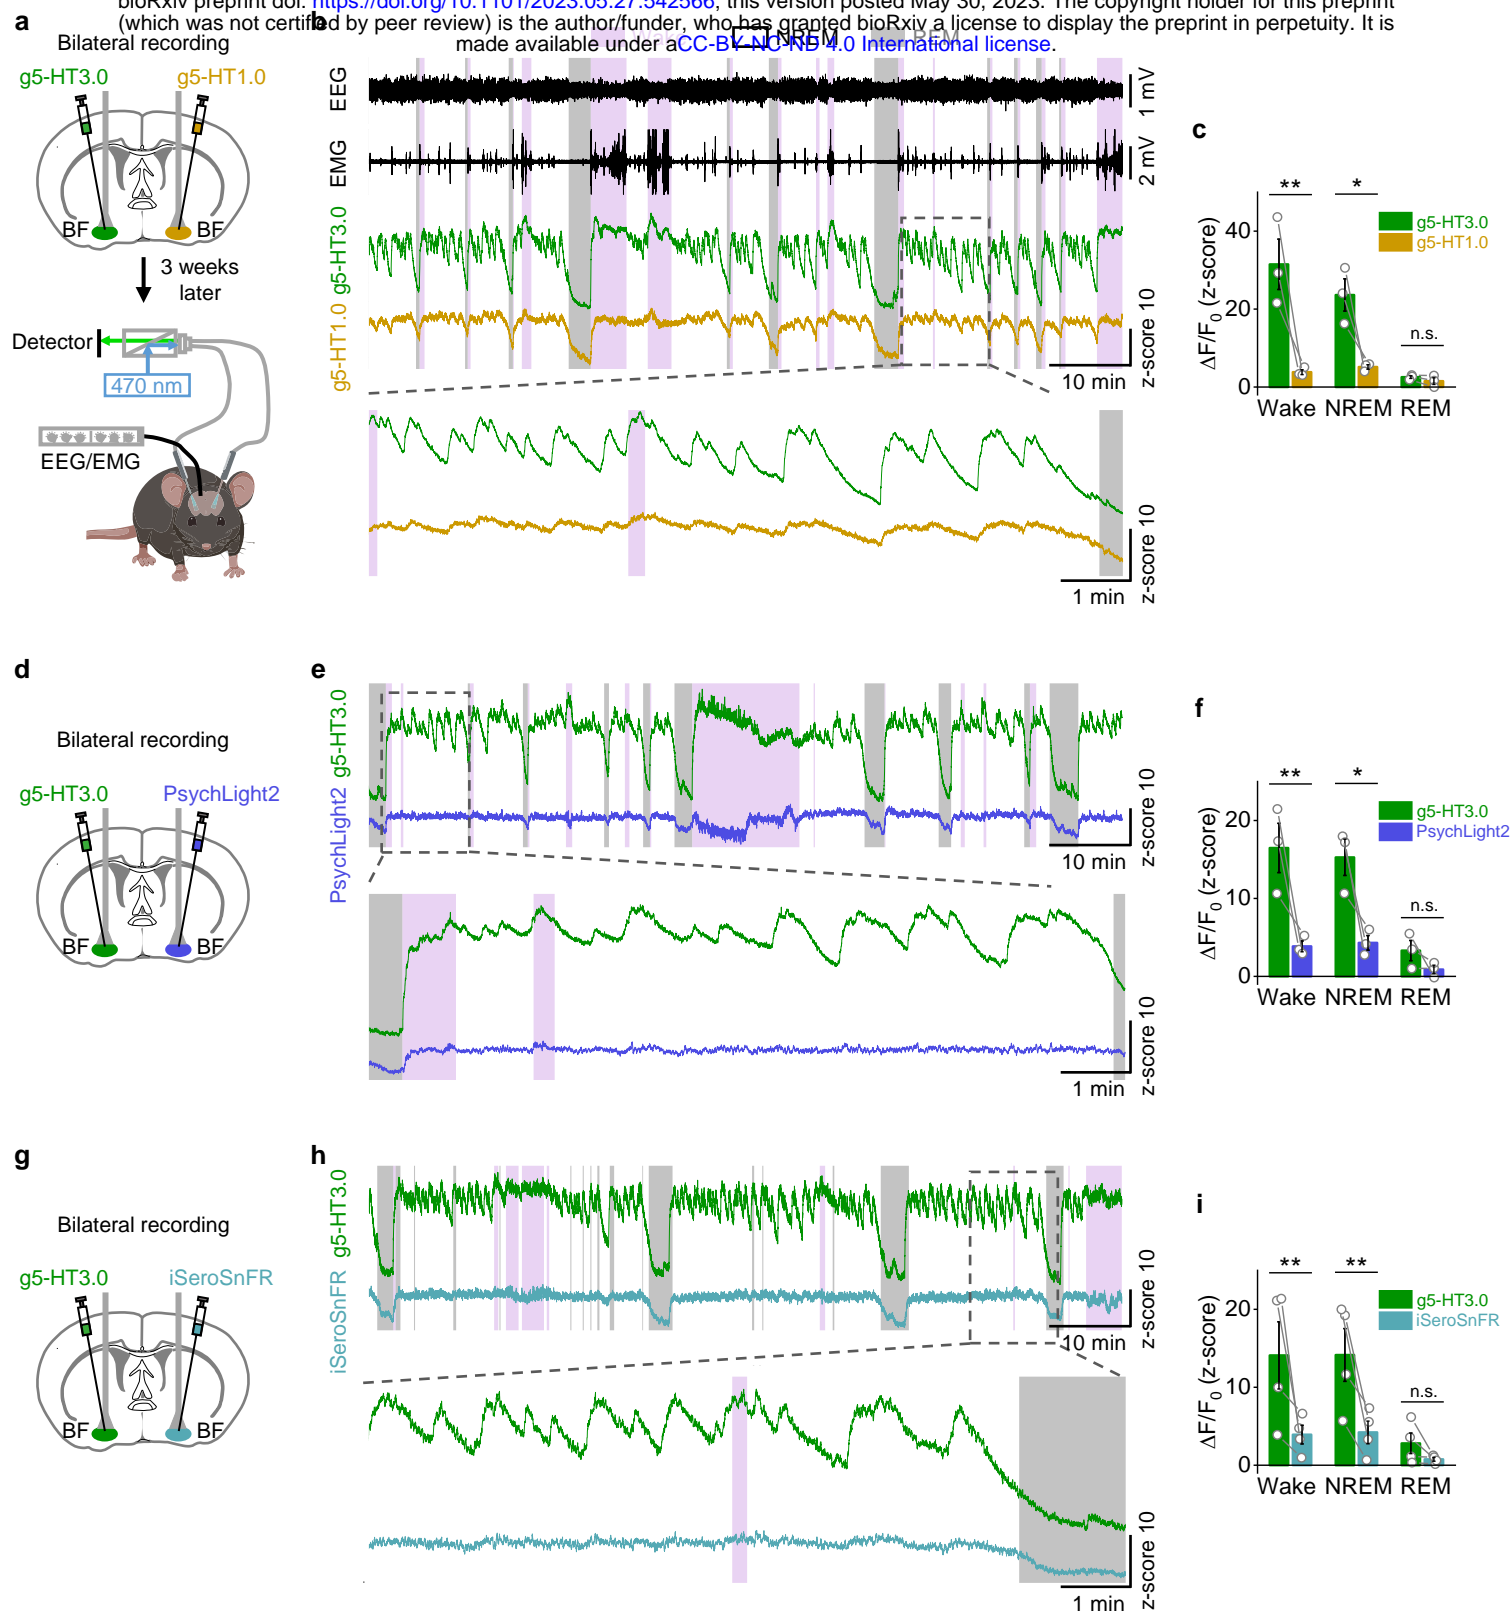 bioRxiv preprint doi: https://doi.org/10.1101/2023.05.27.542566; this version posted May 30, 2023. The copyright holder for this preprint
(which was not certified by peer review) is the author/funder, who has granted bioRxiv a license to display the preprint in perpetuity. It is
made available under aCC-BY-NC-ND 4.0 International license.
a
Bilateral recording
g5-HT3.0
g5-HT1.0
BF
BF
3 weeks
later
Detector
470 nm
EEG/EMG
b
Wake
NREM
REM
EEG
1 mV
EMG
2 mV
g5-HT3.0
g5-HT1.0
z-score 10
10 min
z-score 10
1 min
c
ΔF/F0 (z-score)
40
20
0
**
*
n.s.
g5-HT3.0
g5-HT1.0
Wake NREM REM
d
Bilateral recording
g5-HT3.0
PsychLight2
BF
BF
e
g5-HT3.0
PsychLight2
z-score 10
10 min
z-score 10
1 min
f
ΔF/F0 (z-score)
20
10
0
**
*
n.s.
g5-HT3.0
PsychLight2
Wake NREM REM
g
Bilateral recording
g5-HT3.0
iSeroSnFR
BF
BF
h
g5-HT3.0
iSeroSnFR
z-score 10
10 min
z-score 10
1 min
i
ΔF/F0 (z-score)
20
10
0
**
**
n.s.
g5-HT3.0
iSeroSnFR
Wake NREM REM